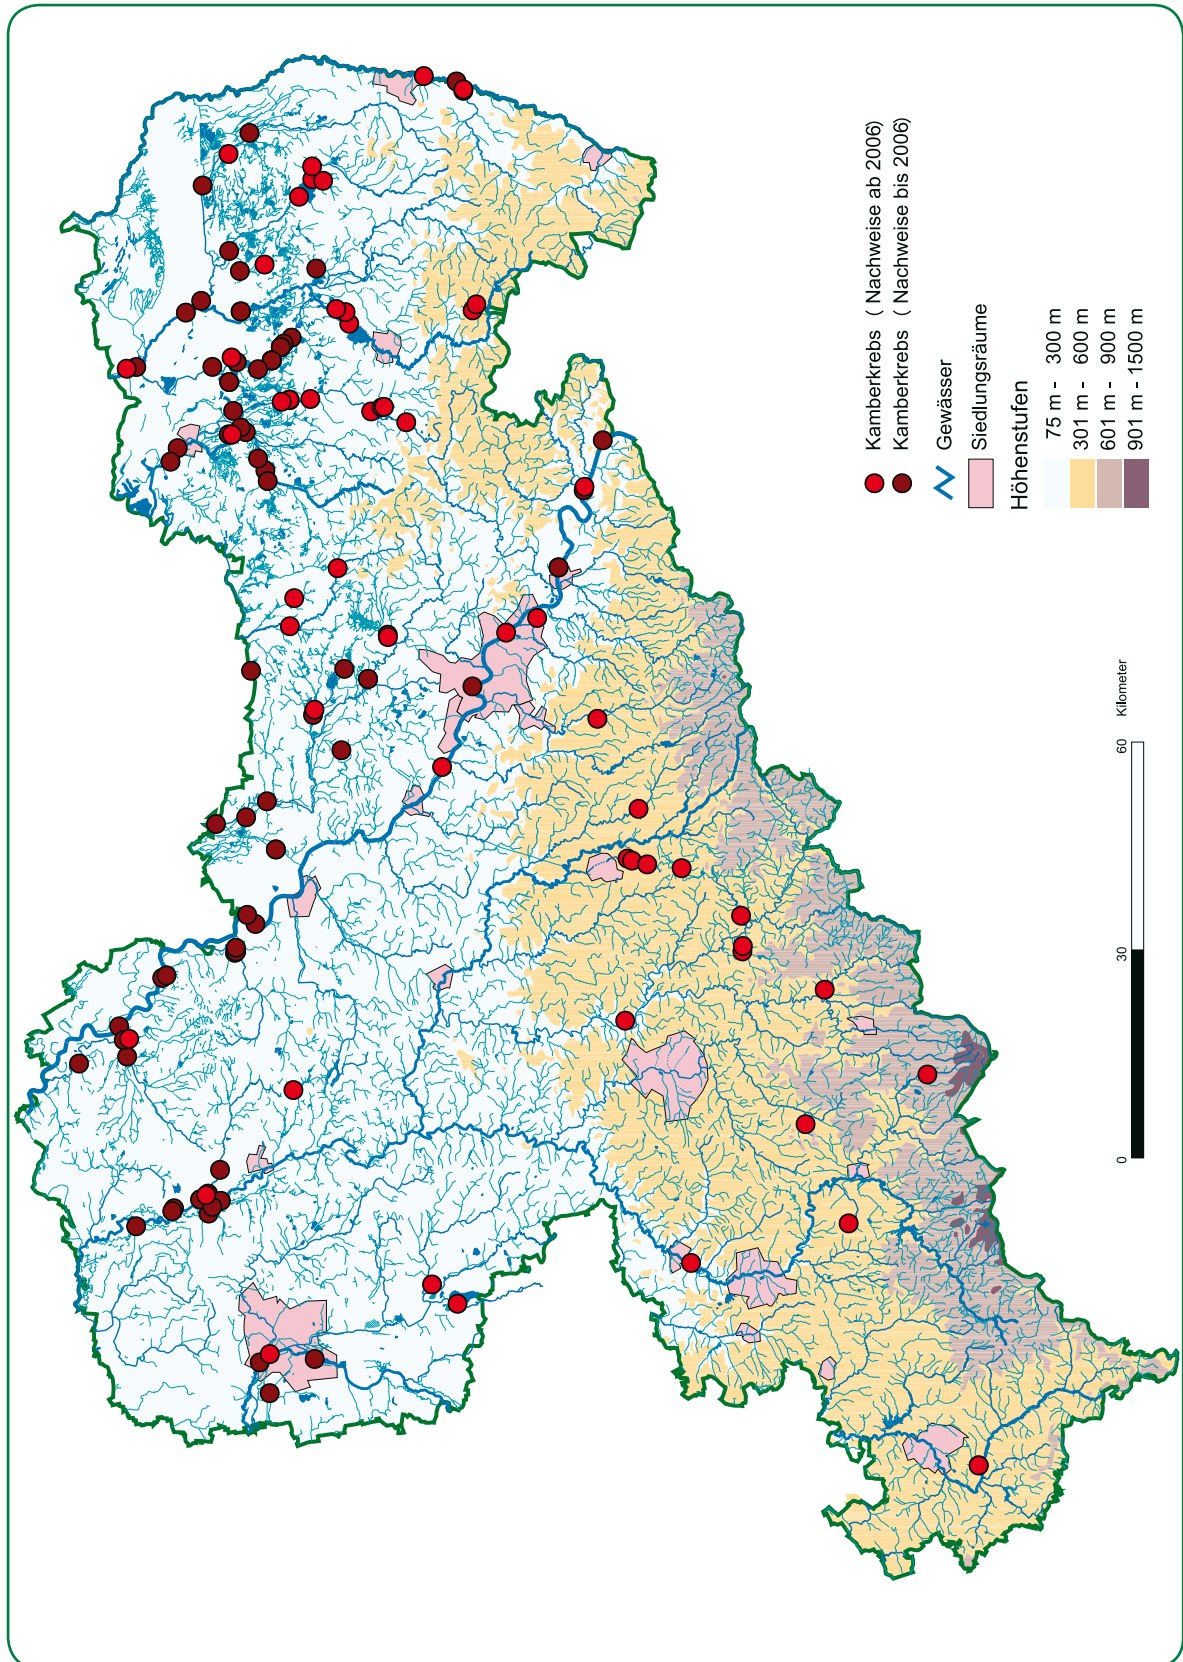 Kamberkrebs ( Nachweise ab 2006)
Kamberkrebs ( Nachweise bis 2006)
Gewässer
Siedlungsräume
Höhenstufen
75 m - 300 m
301 m - 600 m
601 m - 900 m
901 m - 1500 m
0 30 60
Kilometer